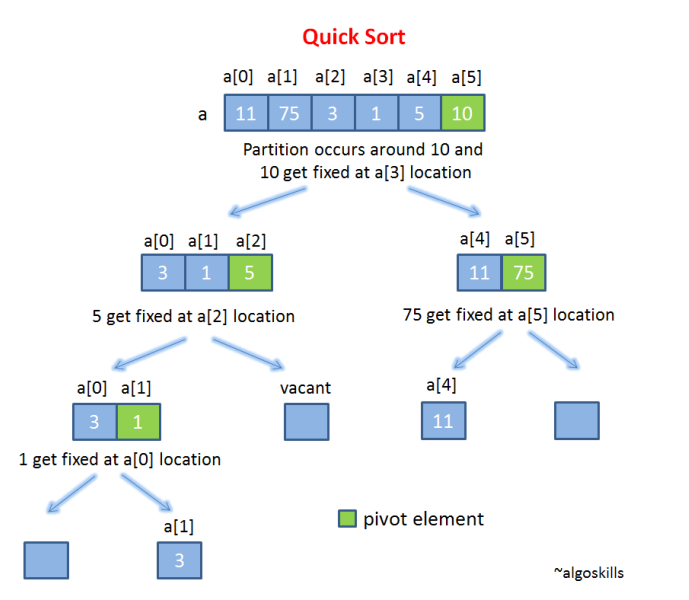 Quick Sort
a[0] a[1] a[2] a[3] a[4] a[5]
a 11 75 3 1 5 10
Partition occurs around 10 and
10 get fixed at a[3] location
a[0] a[1] a[2]
3 1 5
5 get fixed at a[2] location
a[4] a[5]
11 75
75 get fixed at a[5] location
a[0] a[1]
3 1
1 get fixed at a[0] location
vacant
a[4]
11
a[1]
3
pivot element
~algoskills